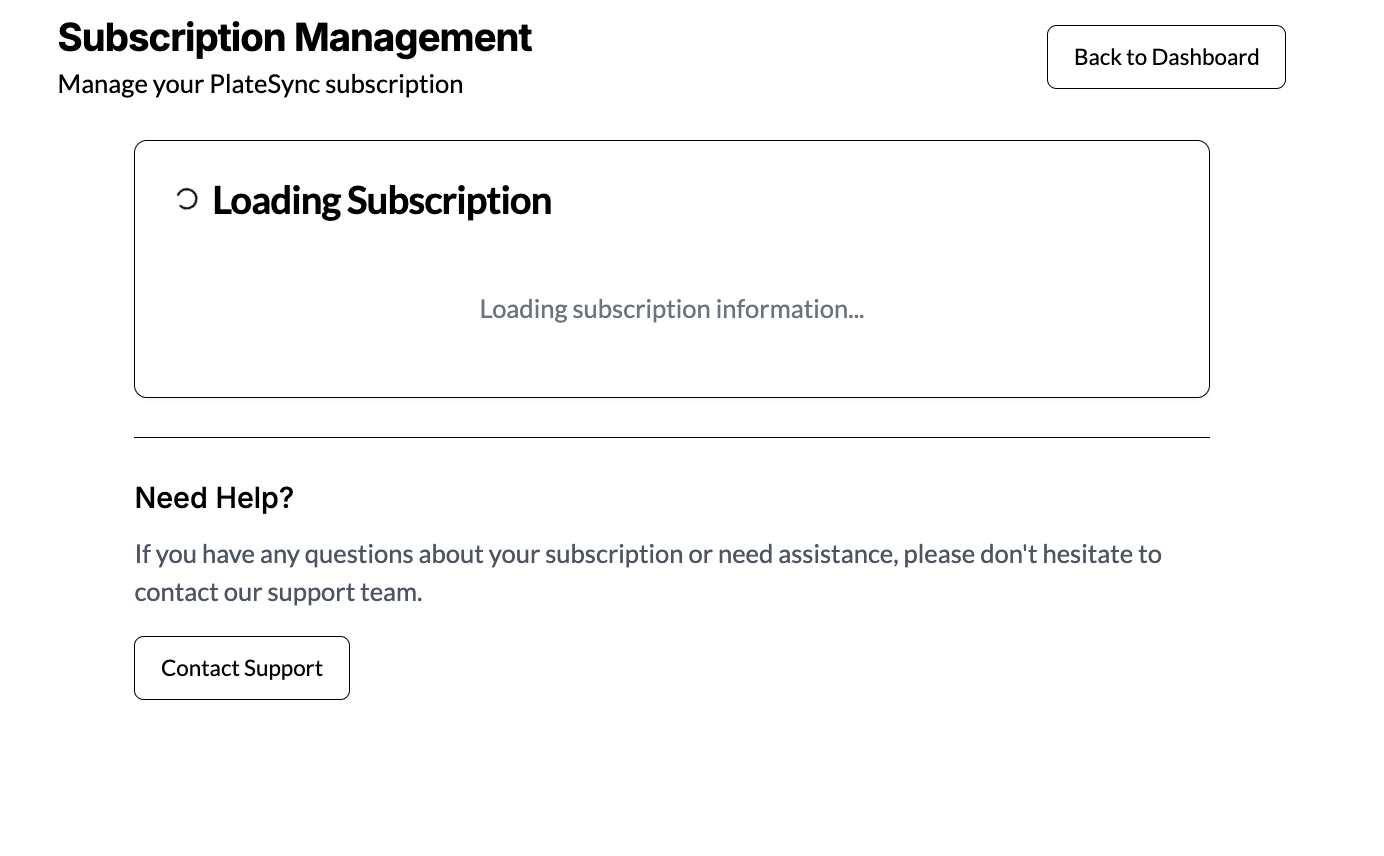 Subscription Management
Back to Dashboard
Manage your PlateSync subscription
Loading Subscription
Loading subscription information...
Need Help?
If you have any questions about your subscription or need assistance, please don't hesitate to
contact our support team.
Contact Support